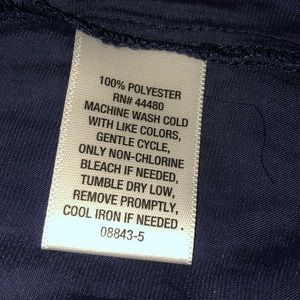 100% POLYESTER
RN# 44480
MACHINE WASH COLD
WITH LIKE COLORS,
GENTLE CYCLE,
ONLY NON-CHLORINE
BLEACH IF NEEDED,
TUMBLE DRY LOW,
REMOVE PROMPTLY,
COOL IRON IF NEEDED .
08843-5